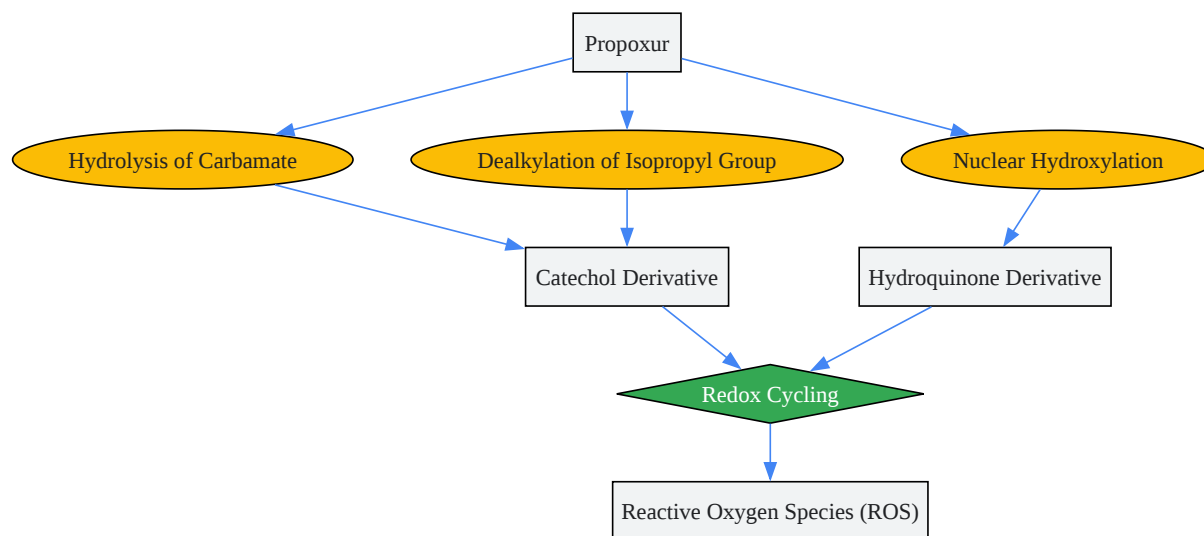 Propoxur
Hydrolysis of Carbamate
Dealkylation of Isopropyl Group
Nuclear Hydroxylation
Catechol Derivative
Hydroquinone Derivative
Redox Cycling
Reactive Oxygen Species (ROS)